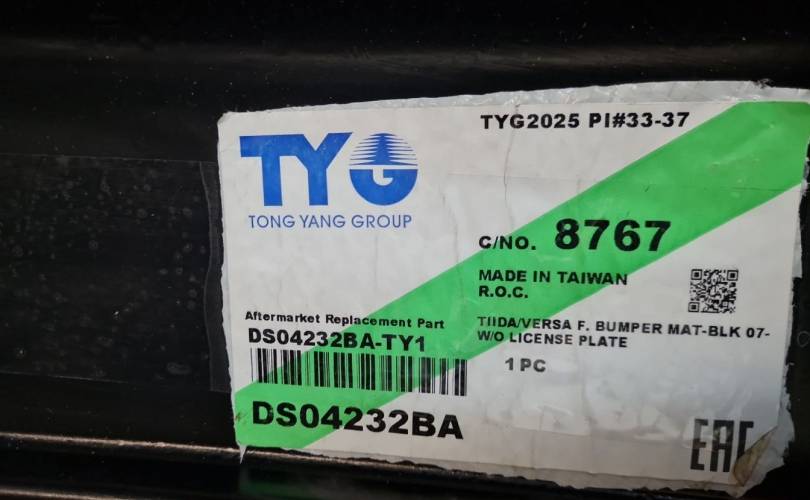 TYG2025 PI#33-37
TYG
TONG YANG GROUP
C/NO. 8767
MADE IN TAIWAN
R.O.C.
Aftermarket Replacement Part
DS04232BA-TY1
TIIDA/VERSA F. BUMPER MAT-BLK 07-
W/O LICENSE PLATE
1 PC
DS04232BA
EAC